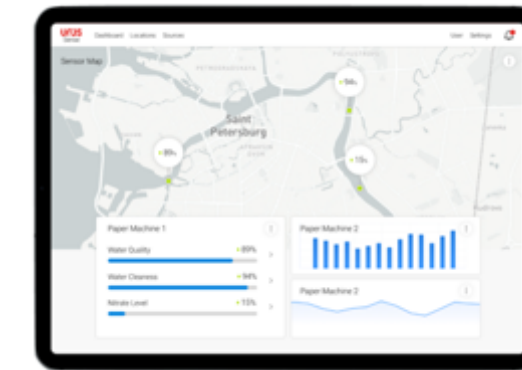 URUS
Dashboard Locations Sources
User Settings
Sensor Map
94%
Saint
Petersburg
89%
15%
Paper Machine 1
Water Quality 89%
Water Cleaness 94%
Nitrate Level 15%
Paper Machine 2
Paper Machine 2